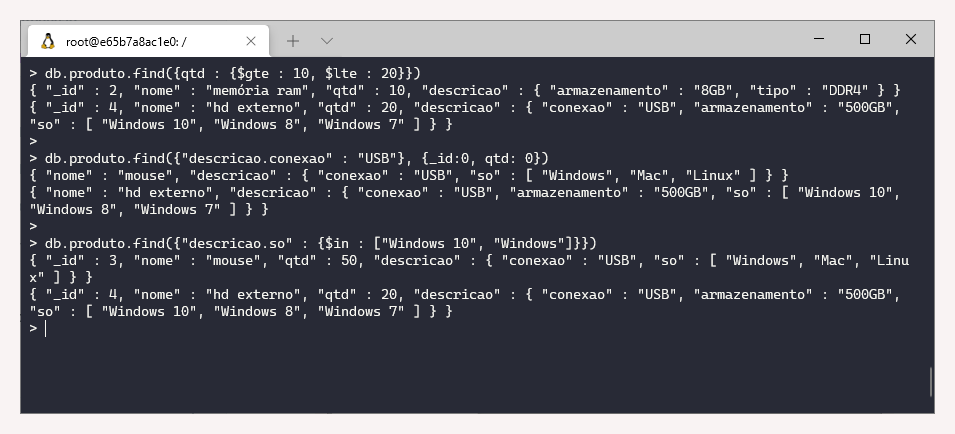 root@e65b7a8ac1e0: /
> db.produto.find({qtd : {$gte : 10, $lte : 20}})
{ "_id" : 2, "nome" : "memória ram", "qtd" : 10, "descricao" : { "armazenamento" : "8GB", "tipo" : "DDR4" } }
{ "_id" : 4, "nome" : "hd externo", "qtd" : 20, "descricao" : { "conexao" : "USB", "armazenamento" : "500GB",
"so" : [ "Windows 10", "Windows 8", "Windows 7" ] } }
>
> db.produto.find({"descricao.conexao" : "USB"}, {_id:0, qtd: 0})
{ "nome" : "mouse", "descricao" : { "conexao" : "USB", "so" : [ "Windows", "Mac", "Linux" ] } }
{ "nome" : "hd externo", "descricao" : { "conexao" : "USB", "armazenamento" : "500GB", "so" : [ "Windows 10",
"Windows 8", "Windows 7" ] } }
>
> db.produto.find({"descricao.so" : {$in : ["Windows 10", "Windows"]}})
{ "_id" : 3, "nome" : "mouse", "qtd" : 50, "descricao" : { "conexao" : "USB", "so" : [ "Windows", "Mac", "Linu
x" ] } }
{ "_id" : 4, "nome" : "hd externo", "qtd" : 20, "descricao" : { "conexao" : "USB", "armazenamento" : "500GB",
"so" : [ "Windows 10", "Windows 8", "Windows 7" ] } }
>